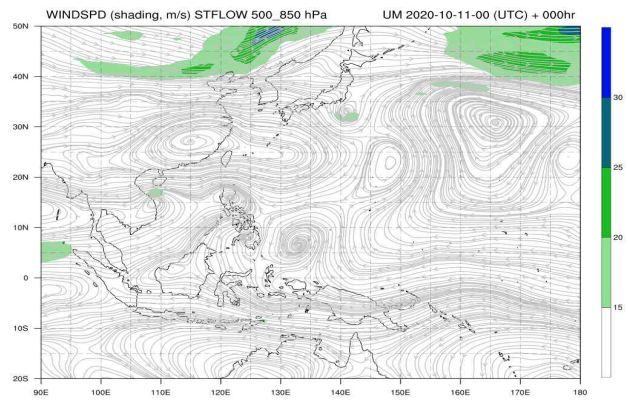 WINDSPD (shading, m/s) STFLOW 500_850 hPa UM 2020-10-11-00 (UTC) + 000hr
50N
40N
30N
20N
10N
0
10S
20S
90E 100E 110E 120E 130E 140E 150E 160E 170E 180
30
25
20
15